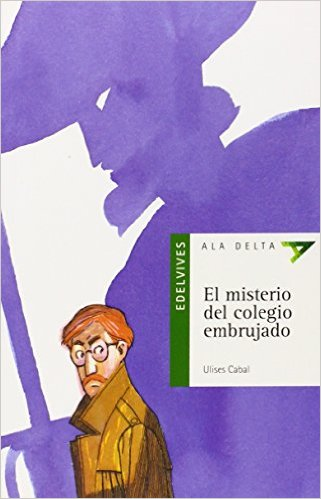 EDELVIVES
ALA DELTA
El misterio
del colegio
embrujado
Ulises Cabal